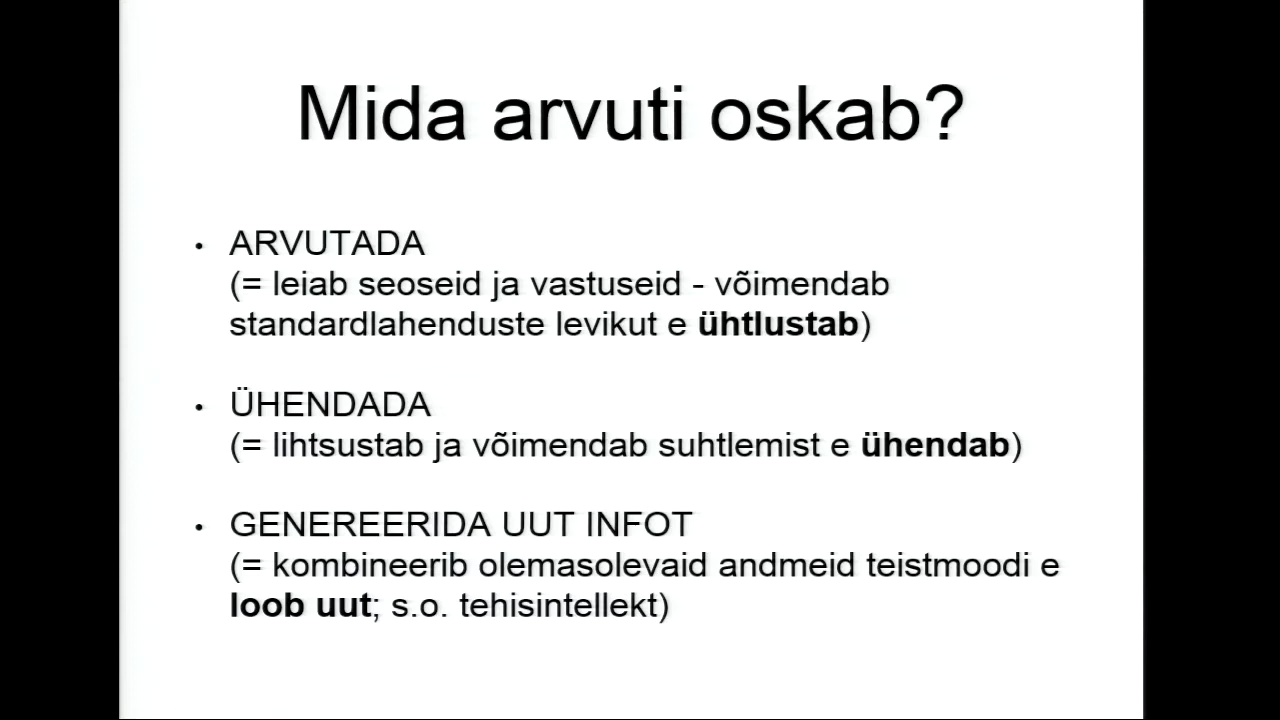 Mida arvuti oskab?
• ARVUTADA
(= leiab seoseid ja vastuseid - võimendab
standardlahenduste levikut e ühtlustab)
• ÜHENDADA
(= lihtsustab ja võimendab suhtlemist e ühendab)
• GENEREERIDA UUT INFOT
(= kombineerib olemasolevaid andmeid teistmoodi e
loob uut; s.o. tehisintellekt)